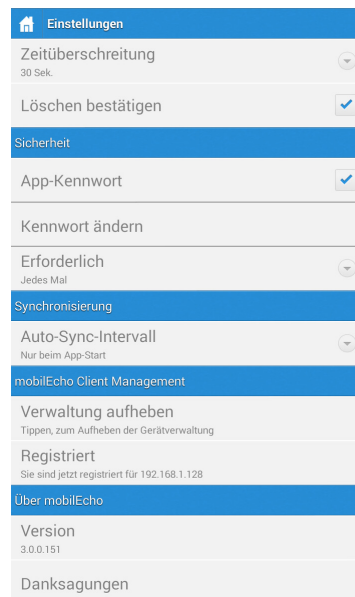 Einstellungen
Zeitüberschreitung
30 Sek.
Löschen bestätigen
Sicherheit
App-Kennwort
Kennwort ändern
Erforderlich
Jedes Mal
Synchronisierung
Auto-Sync-Intervall
Nur beim App-Start
mobilEcho Client Management
Verwaltung aufheben
Tippen, zum Aufheben der Gerätverwaltung
Registriert
Sie sind jetzt registriert für 192.168.1.128
Über mobilEcho
Version
3.0.0.151
Danksagungen